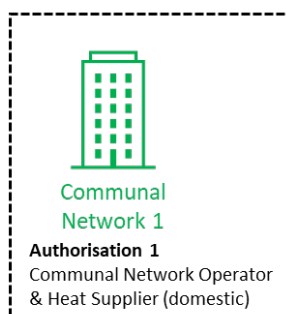 Communal
Network 1
Authorisation 1
Communal Network Operator
& Heat Supplier (domestic)